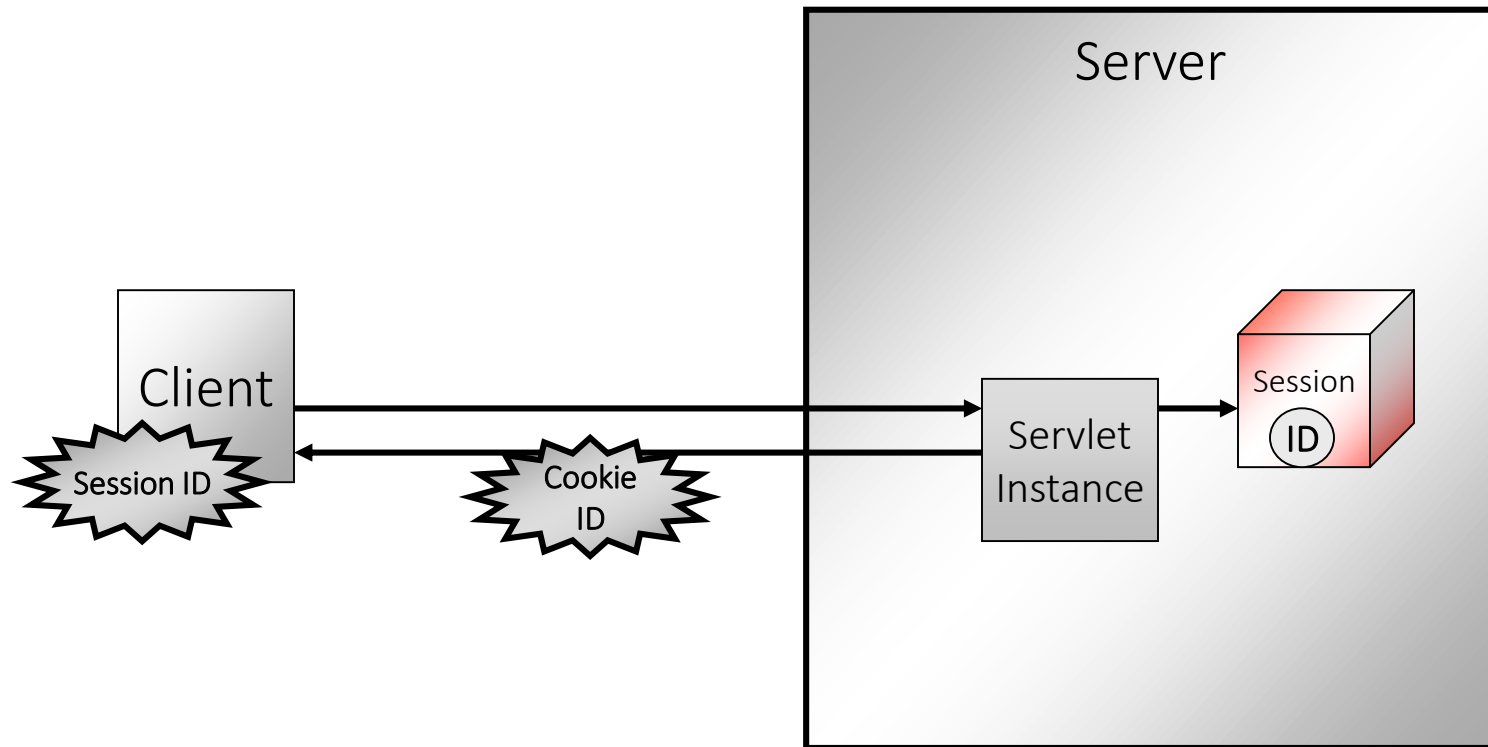 Server
Client
Session ID
Cookie
ID
Servlet
Instance
Session
ID